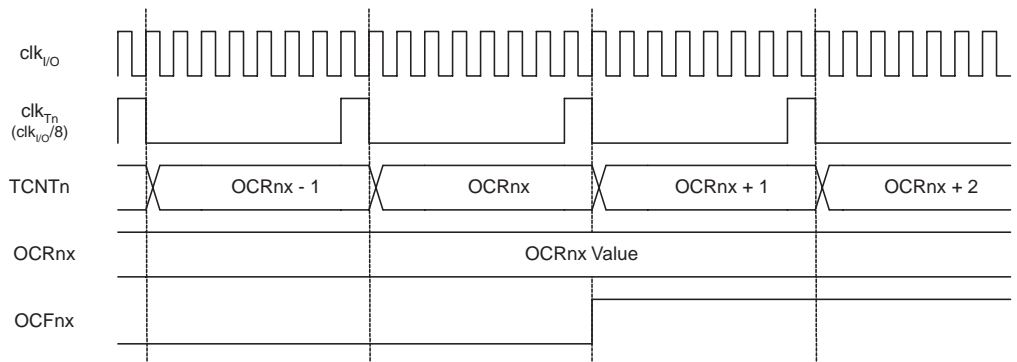 clkI/O
clkTn
(clkI/O/8)
TCNTn OCRnx - 1 OCRnx OCRnx + 1 OCRnx + 2
OCRnx OCRnx Value
OCFnx